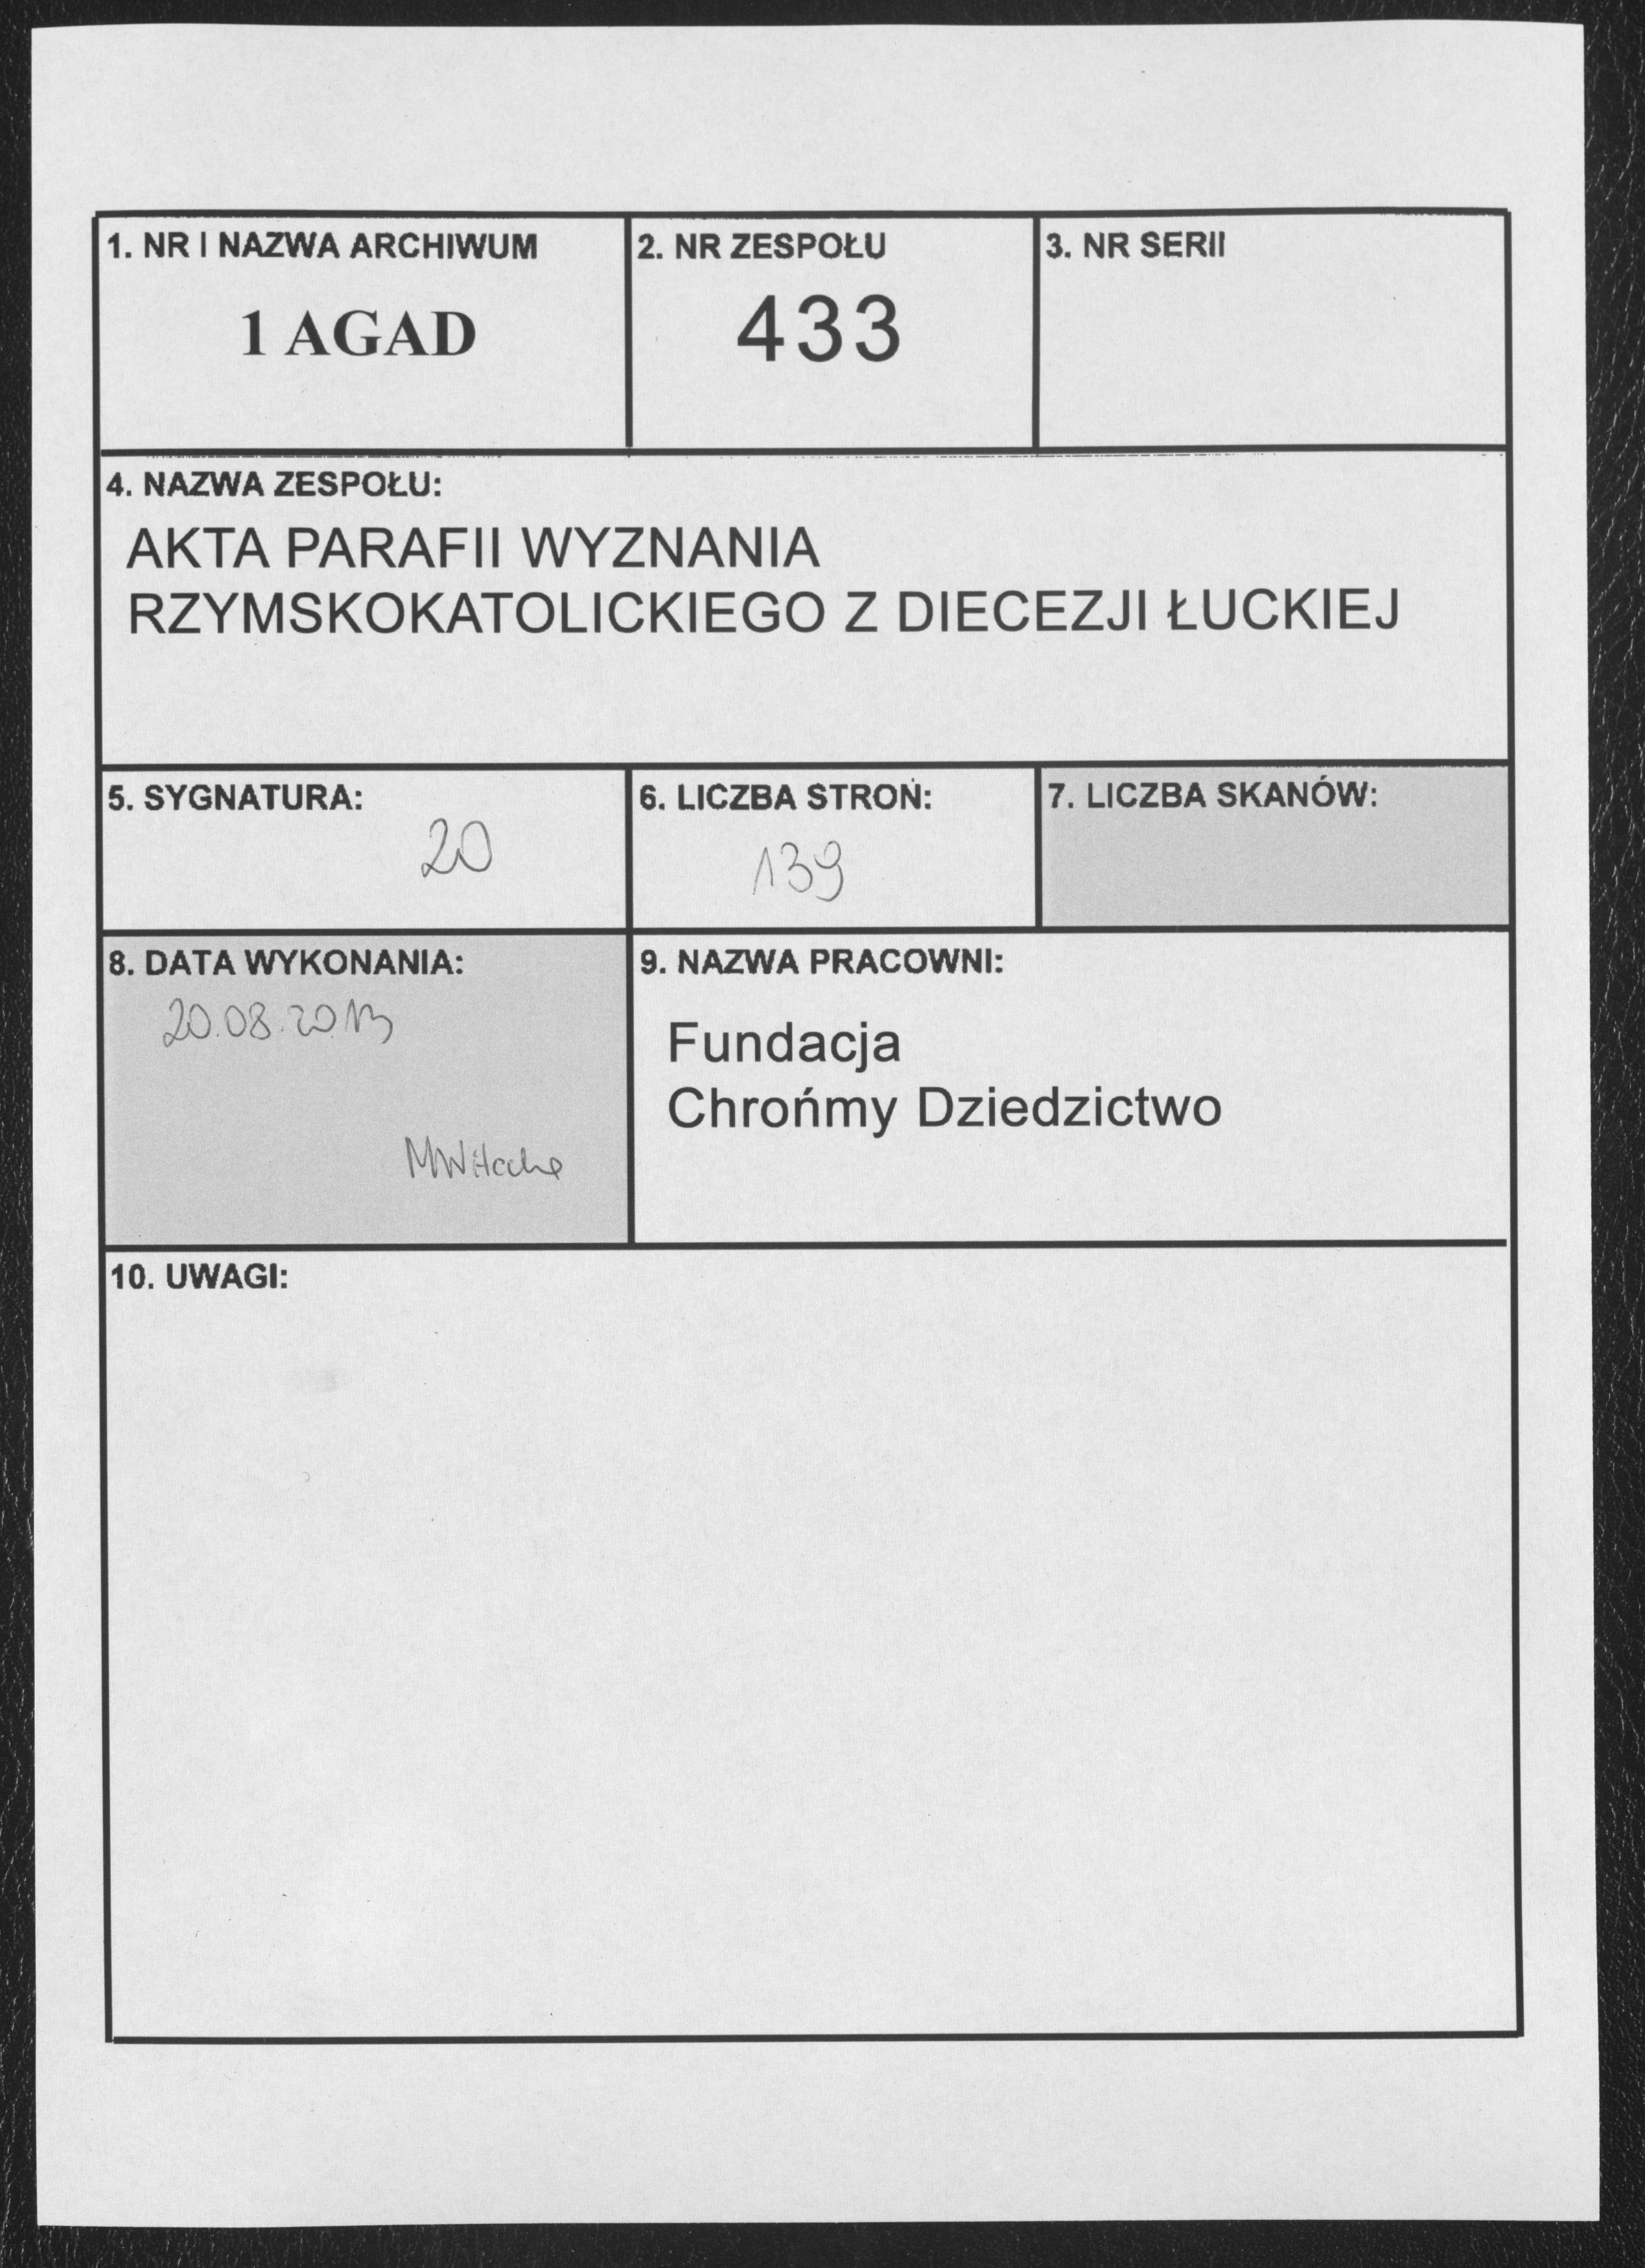 1. NR I NAZWA ARCHIWUM
1 AGAD
2. NR ZESPOŁU
433
3. NR SERII
4. NAZWA ZESPOŁU:
AKTA PARAFII WYZNANIA
RZYMSKOKATOLICKIEGO Z DIECEZJI ŁUCKIEJ
5. SYGNATURA:
20
6. LICZBA STRON:
139
7. LICZBA SKANÓW:
8. DATA WYKONANIA:
20.08.2013
9. NAZWA PRACOWNI:
Fundacja
Chrońmy Dziedzictwo
10. UWAGI: